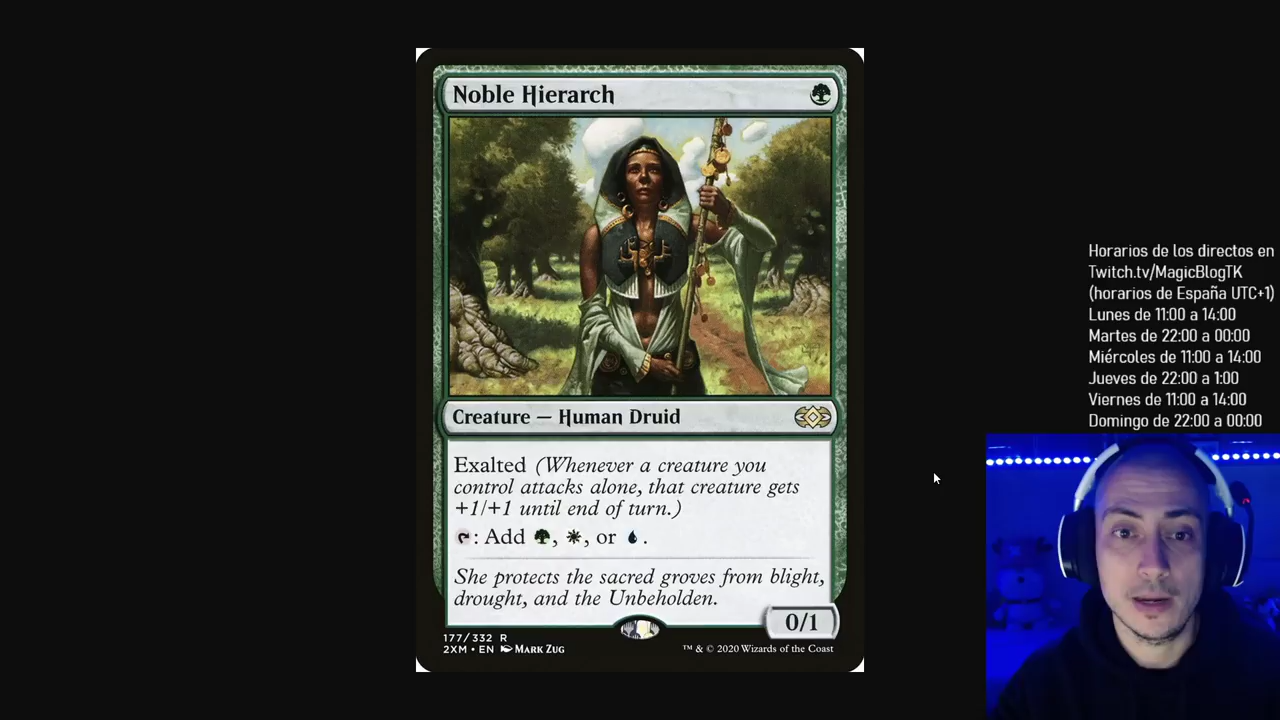 Noble Hierarch
Creature — Human Druid
Exalted (Whenever a creature you
control attacks alone, that creature gets
+1/+1 until end of turn.)
: Add , , or .
She protects the sacred groves from blight,
drought, and the Unbeholden.
0/1
177/332 R
2XM • EN Mark Zug
™ & © 2020 Wizards of the Coast
Horarios de los directos en
Twitch.tv/MagicBlogTK
(horarios de España UTC+1)
Lunes de 11:00 a 14:00
Martes de 22:00 a 00:00
Miércoles de 11:00 a 14:00
Jueves de 22:00 a 1:00
Viernes de 11:00 a 14:00
Domingo de 22:00 a 00:00